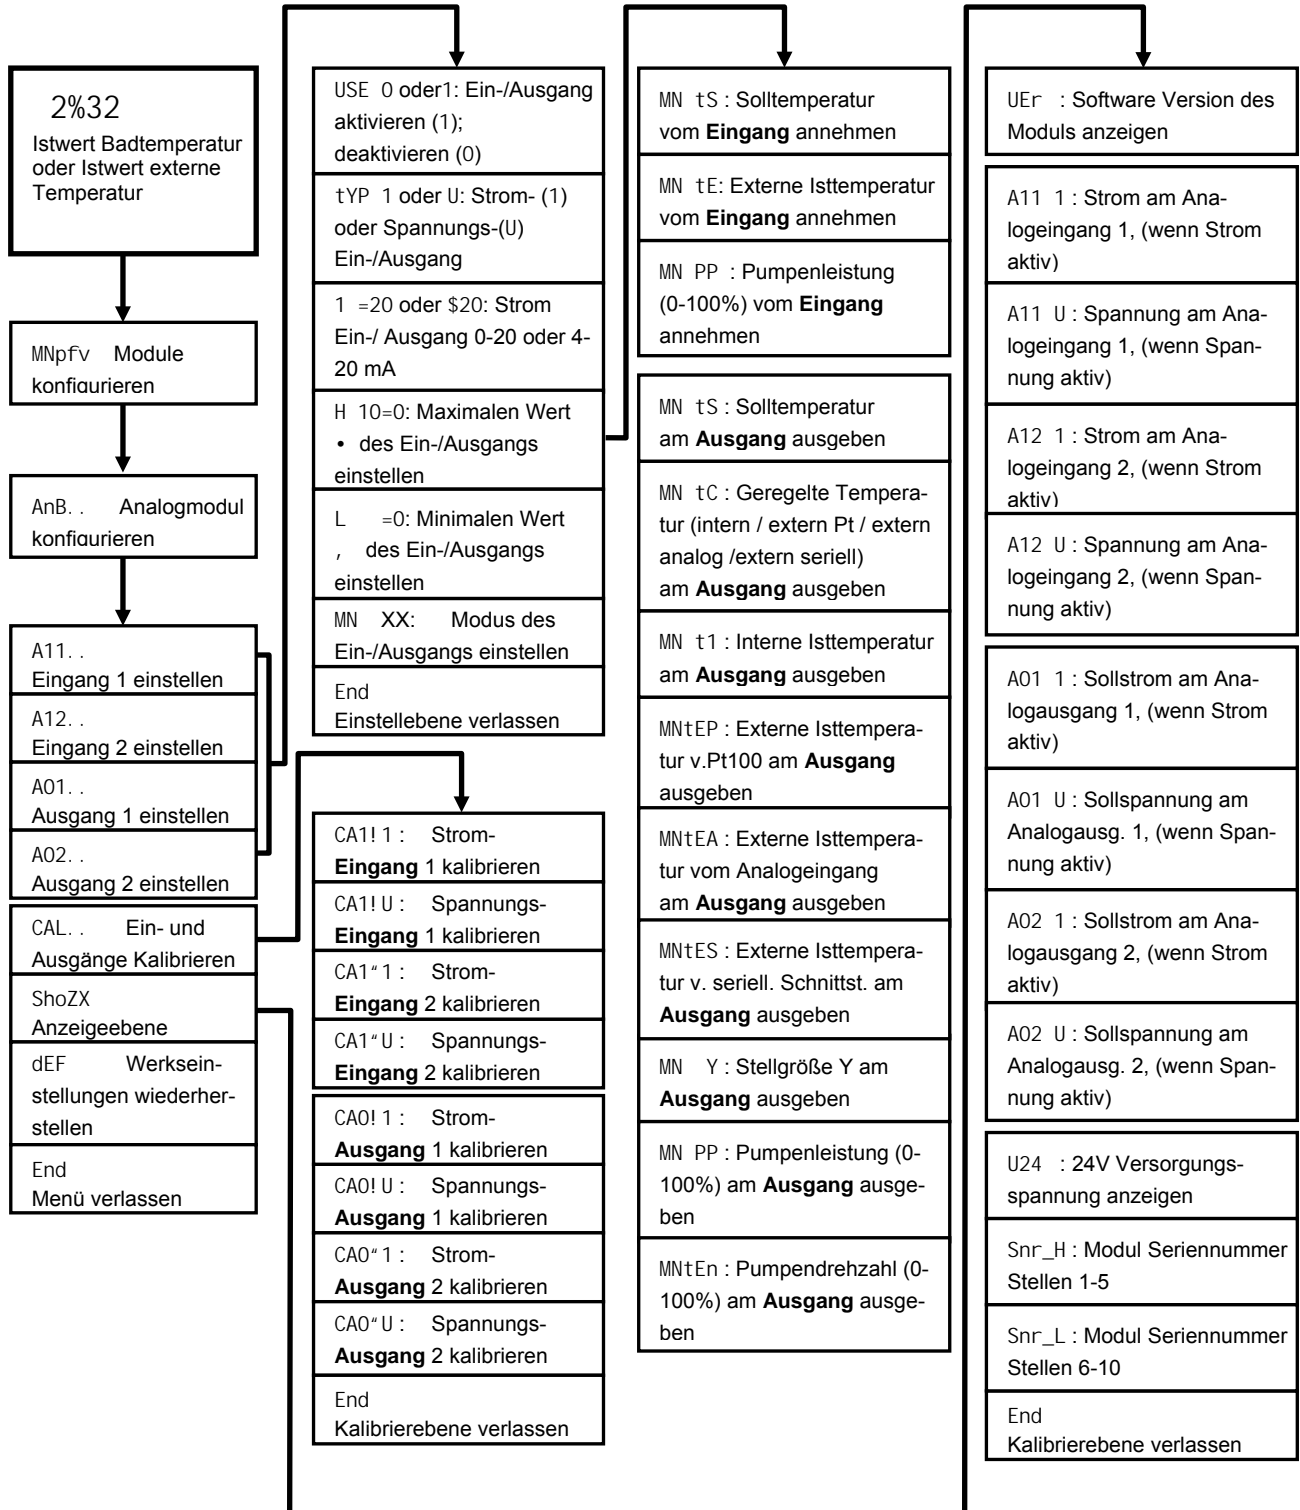 2%32
Istwert Badtemperatur
oder Istwert externe
Temperatur
MNpfv Module
konfigurieren
AnB.. Analogmodul
konfigurieren
A11..
Eingang 1 einstellen
A12..
Eingang 2 einstellen
AO1..
Ausgang 1 einstellen
AO2..
Ausgang 2 einstellen
CAL.. Ein- und
Ausgänge Kalibrieren
ShoZX
Anzeigeebene
dEF Werksein-
stellungen wiederher-
stellen
End
Menü verlassen
USE 0 oder1: Ein-/Ausgang
aktivieren (1);
deaktivieren (0)
tYP 1 oder U: Strom- (1)
oder Spannungs-(U)
Ein-/Ausgang
1 =20 oder $20: Strom
Ein-/ Ausgang 0-20 oder 4-
20 mA
H 10=0: Maximalen Wert
• des Ein-/Ausgangs
einstellen
L =0: Minimalen Wert
, des Ein-/Ausgangs
einstellen
MN XX: Modus des
Ein-/Ausgangs einstellen
End
Einstellebene verlassen
CA1!1 : Strom-
Eingang 1 kalibrieren
CA1!U : Spannungs-
Eingang 1 kalibrieren
CA1"1 : Strom-
Eingang 2 kalibrieren
CA1"U : Spannungs-
Eingang 2 kalibrieren
CAO!1 : Strom-
Ausgang 1 kalibrieren
CAO!U : Spannungs-
Ausgang 1 kalibrieren
CAO"1 : Strom-
Ausgang 2 kalibrieren
CAO"U : Spannungs-
Ausgang 2 kalibrieren
End
Kalibrierebene verlassen
MN tS : Solltemperatur
vom Eingang annehmen
MN tE: Externe Isttemperatur
vom Eingang annehmen
MN PP : Pumpenleistung
(0-100%) vom Eingang
annehmen
MN tS : Solltemperatur
am Ausgang ausgeben
MN tC : Geregelte Tempera-
tur (intern / extern Pt / extern
analog /extern seriell)
am Ausgang ausgeben
MN t1 : Interne Isttemperatur
am Ausgang ausgeben
MNtEP : Externe Isttempera-
tur v.Pt100 am Ausgang
ausgeben
MNtEA : Externe Isttempera-
tur vom Analogeingang
am Ausgang ausgeben
MNtES : Externe Isttempera-
tur v. seriell. Schnittst. am
Ausgang ausgeben
MN Y : Stellgröße Y am
Ausgang ausgeben
MN PP : Pumpenleistung (0-
100%) am Ausgang ausge-
ben
MNtEn : Pumpendrehzahl (0-
100%) am Ausgang ausge-
ben
UEr : Software Version des
Moduls anzeigen
A11 1 : Strom am Ana-
logeingang 1, (wenn Strom
aktiv)
A11 U : Spannung am Ana-
logeingang 1, (wenn Span-
nung aktiv)
A12 1 : Strom am Ana-
logeingang 2, (wenn Strom
aktiv)
A12 U : Spannung am Ana-
logeingang 2, (wenn Span-
nung aktiv)
AO1 1 : Sollstrom am Ana-
logausgang 1, (wenn Strom
aktiv)
AO1 U : Sollspannung am
Analogausg. 1, (wenn Span-
nung aktiv)
AO2 1 : Sollstrom am Ana-
logausgang 2, (wenn Strom
aktiv)
AO2 U : Sollspannung am
Analogausg. 2, (wenn Span-
nung aktiv)
U24 : 24V Versorgungs-
spannung anzeigen
Snr_H : Modul Seriennummer
Stellen 1-5
Snr_L : Modul Seriennummer
Stellen 6-10
End
Kalibrierebene verlassen